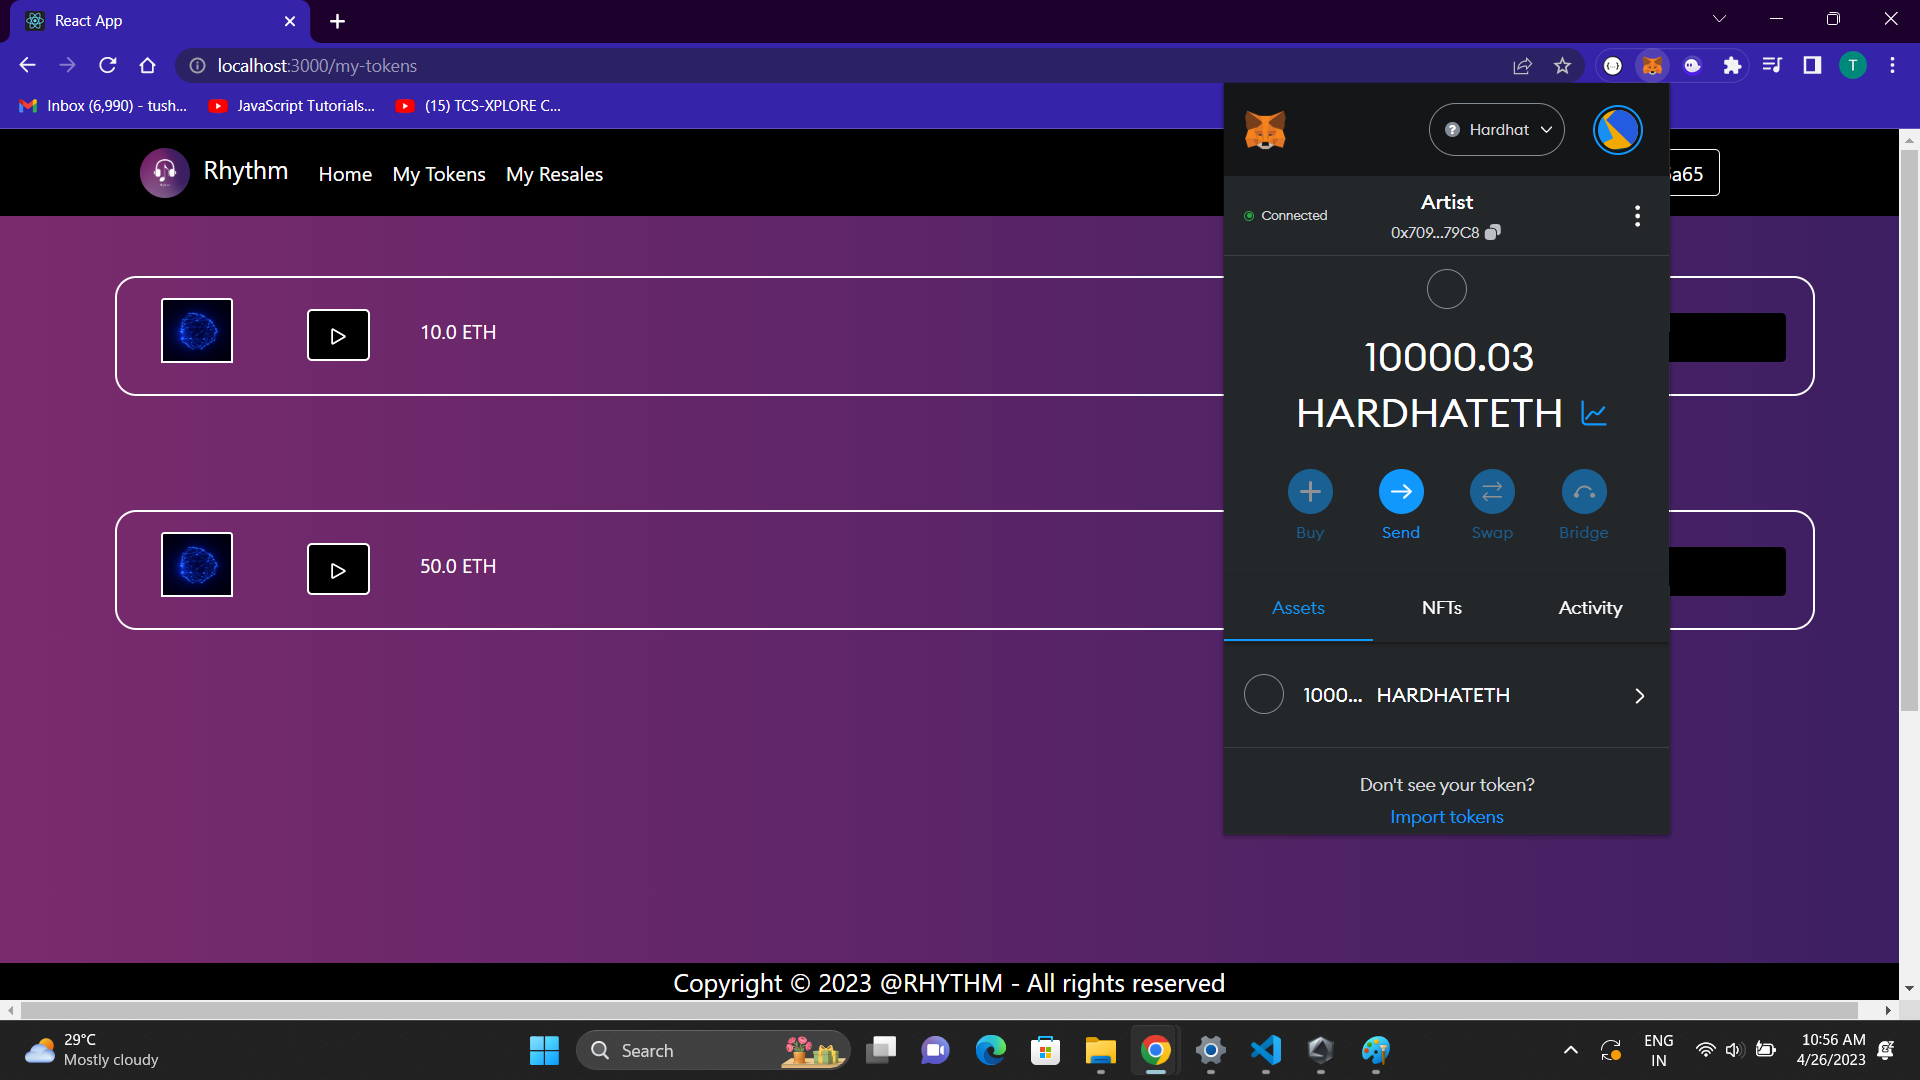 React App
localhost:3000/my-tokens
T
Inbox (6,990) - tush...
JavaScript Tutorials...
(15) TCS-XPLORE C...
Rhythm
Home
My Tokens
My Resales
a65
Hardhat
Connected
Artist
0x709...79C8
10.0 ETH
50.0 ETH
10000.03
HARDHATETH
Buy
Send
Swap
Bridge
Assets
NFTs
Activity
1000... HARDHATETH
Don't see your token?
Import tokens
Copyright © 2023 @RHYTHM - All rights reserved
29°C
Mostly cloudy
Search
ENG
IN
10:56 AM
4/26/2023